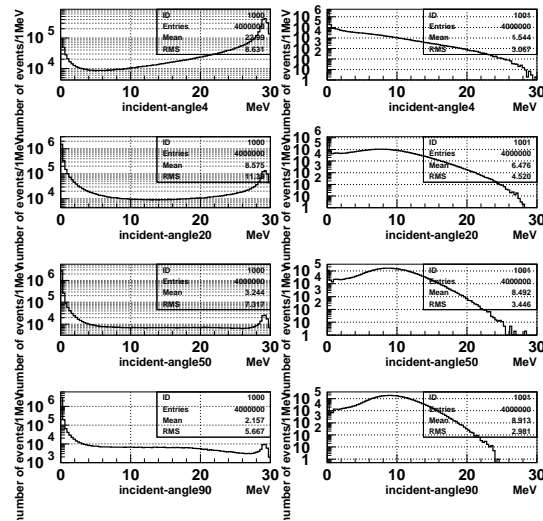 Number of events/1MeV
10^5
10^4
ID 1000
Entries 4000000
Mean
RMS 8.631
0 10 20 30
incident-angle4 MeV
Number of events/1MeV
10^5
10^4
10^3
10^2
10
1
ID 1001
Entries 4000000
Mean 1.544
RMS 3.067
0 10 20 30
incident-angle4 MeV
Number of events/1MeV
10^6
10^5
10^4
ID 1000
Entries 4000000
Mean 8.575
RMS
0 10 20 30
incident-angle20 MeV
Number of events/1MeV
10^6
10^5
10^4
10^3
10^2
10
1
ID 1001
Entries 4000000
Mean 6.476
RMS 4.520
0 10 20 30
incident-angle20 MeV
Number of events/1MeV
10^6
10^5
10^4
ID 1000
Entries 4000000
Mean 3.244
RMS 7.317
0 10 20 30
incident-angle50 MeV
Number of events/1MeV
10^5
10^4
10^3
10^2
10
1
ID 1001
Entries 4000000
Mean 8.492
RMS 3.446
0 10 20 30
incident-angle50 MeV
number of events/1MeV
10^6
10^5
10^4
10^3
ID 1000
Entries 4000000
Mean 2.157
RMS 5.667
0 10 20 30
incident-angle90 MeV
number of events/1MeV
10^5
10^4
10^3
10^2
10
1
ID 1001
Entries 4000000
Mean 8.913
RMS 2.981
0 10 20 30
incident-angle90 MeV